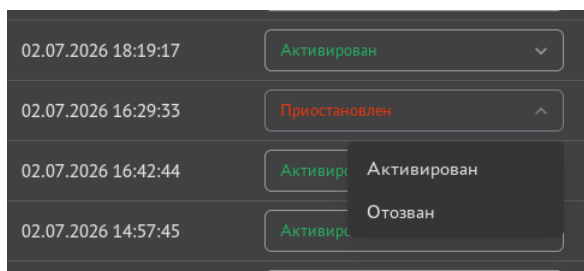 02.07.2026 18:19:17 Активирован
02.07.2026 16:29:33 Приостановлен
02.07.2026 16:42:44 Активиро
Активирован
Отозван
02.07.2026 14:57:45 Активиро